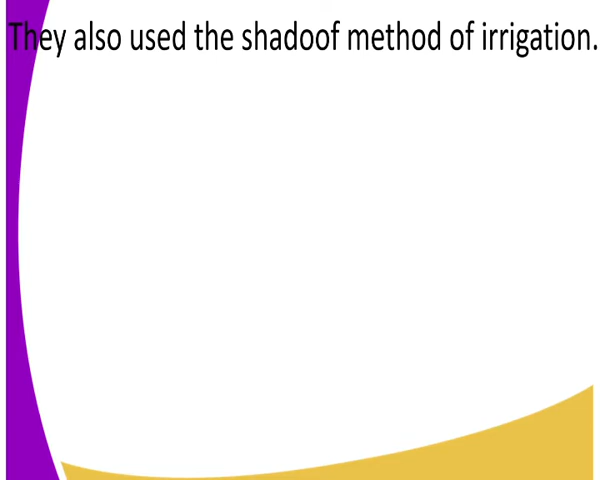 They also used the shadoof method of irrigation.